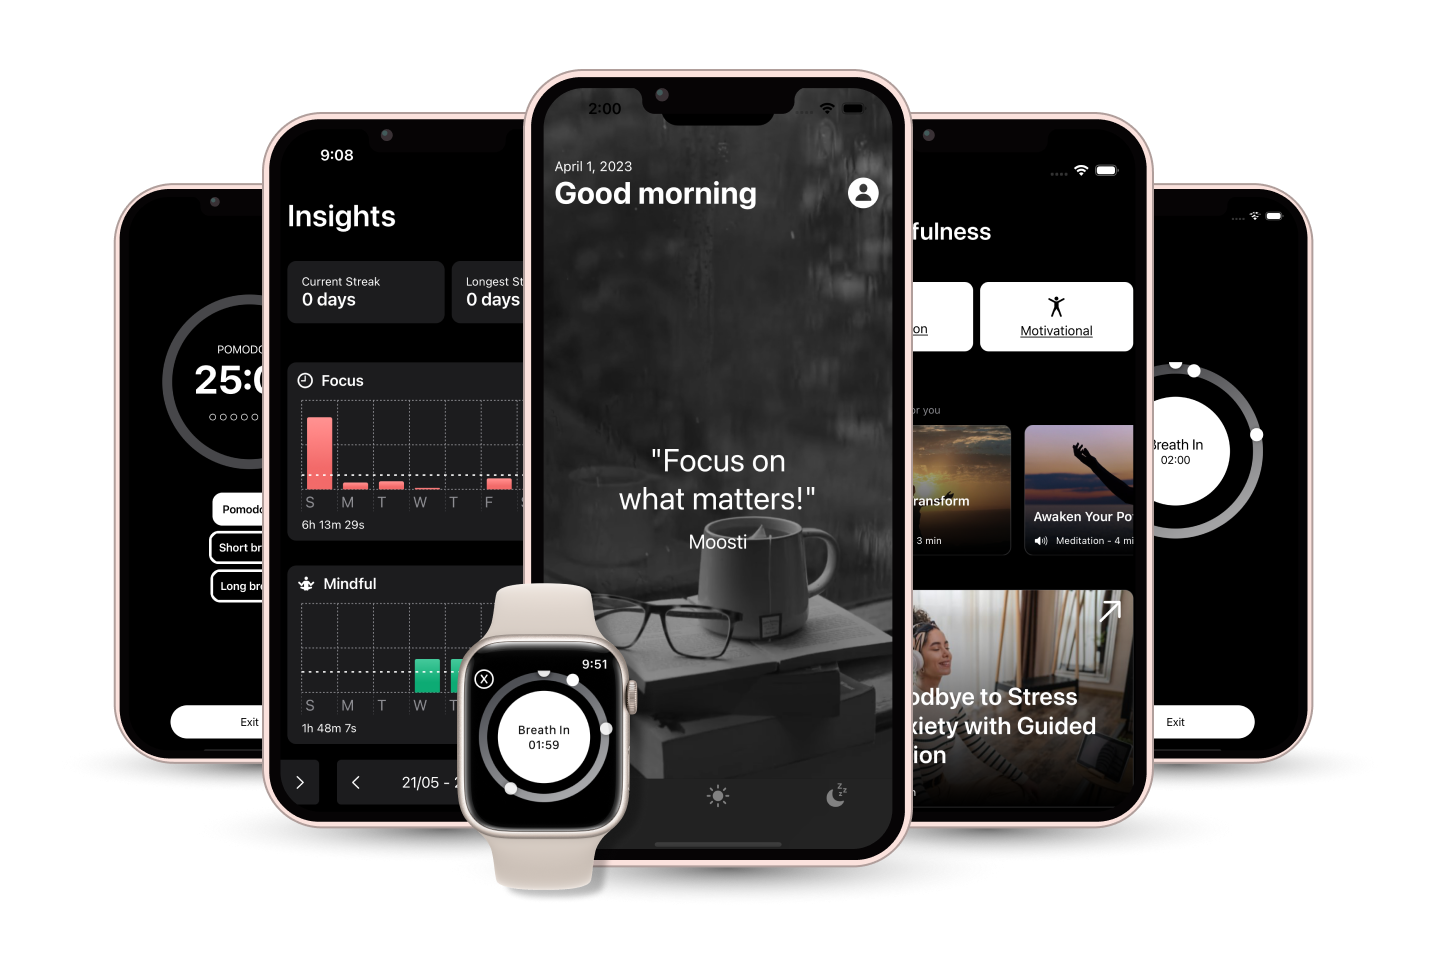 POMODO
25:0
Pomodo
Short br
Long bre
Exit
9:08
Insights
Current Streak
0 days
Longest St
0 days
Focus
S M T W T F S
6h 13m 29s
Mindful
S M T W T
1h 48m 7s
21/05 - 2
2:00
April 1, 2023
Good morning
"Focus on
what matters!"
Moosti
z z z
9:51
X
Breath In
01:59
fulness
on
Motivational
or you
ransform
3 min
Awaken Your Po
Meditation - 4 mi
odbye to Stress
xiety with Guided
ion
n
Breath In
02:00
Exit